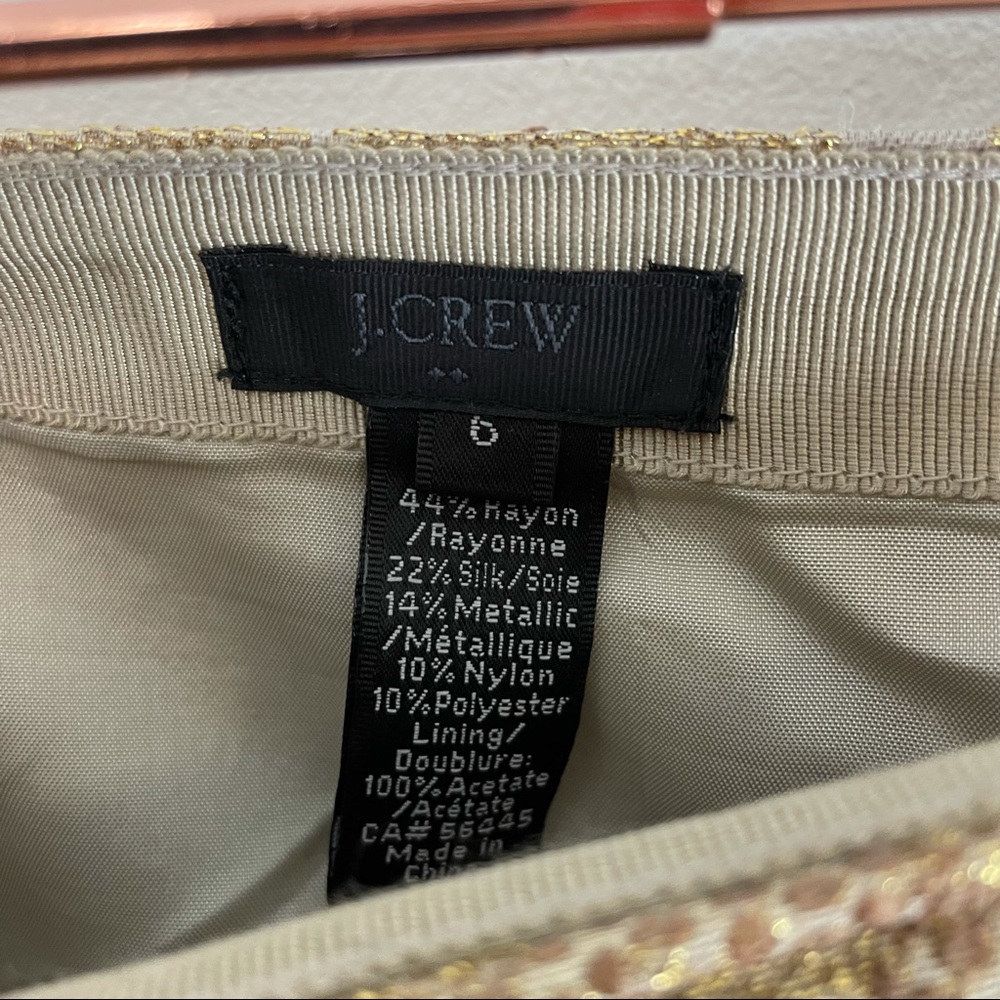 J.CREW
6
44% Rayon
/Rayonne
22% Silk/Soie
14% Metallic
/Métallique
10% Nylon
10% Polyester
Lining/
Doublure:
100% Acetate
/Acétate
CA# 56445
Made in
China